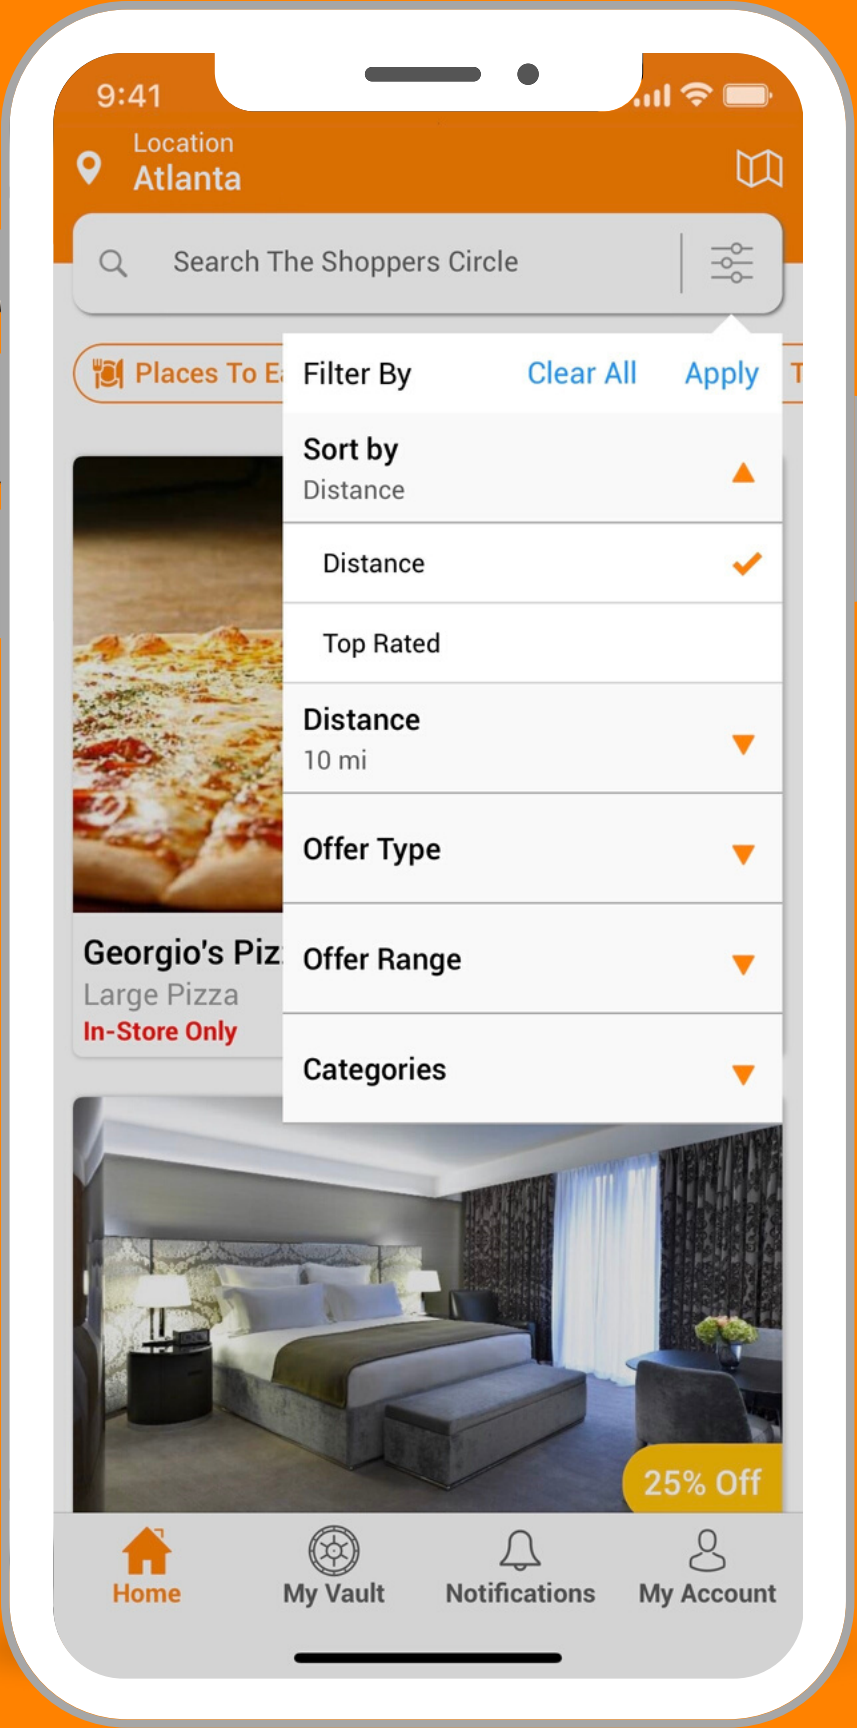 9:41
Location
Atlanta
Search The Shoppers Circle
Places To E
T
Filter By Clear All Apply
Sort by
Distance
Distance
Top Rated
Distance
10 mi
Offer Type
Offer Range
Categories
Georgio's Piz
Large Pizza
In-Store Only
25% Off
Home My Vault Notifications My Account